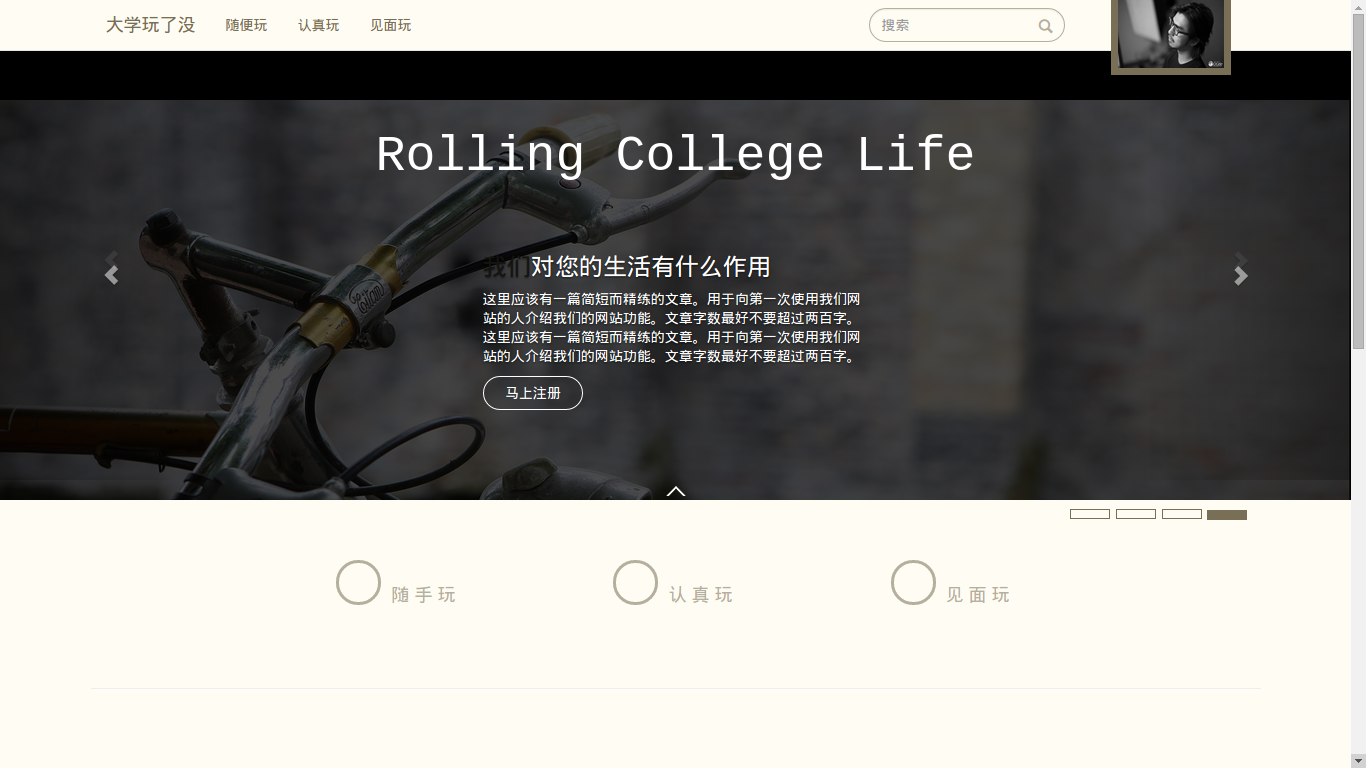 大学玩了没 随便玩 认真玩 见面玩 搜索
Rolling College Life
我们对您的生活有什么作用
这里应该有一篇简短而精练的文章。用于向第一次使用我们网
站的人介绍我们的网站功能。文章字数最好不要超过两百字。
这里应该有一篇简短而精练的文章。用于向第一次使用我们网
站的人介绍我们的网站功能。文章字数最好不要超过两百字。
马上注册
随手玩 认真玩 见面玩